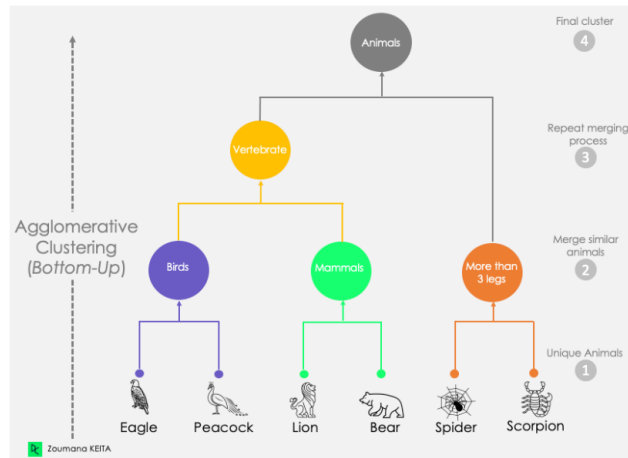 Final cluster
4
Animals
Repeat merging
process
3
Vertebrate
Agglomerative
Clustering
(Bottom-Up)
Merge similar
animals
2
Birds
Mammals
More than
3 legs
Unique Animals
1
Eagle
Peacock
Lion
Bear
Spider
Scorpion
Zoumana KEITA